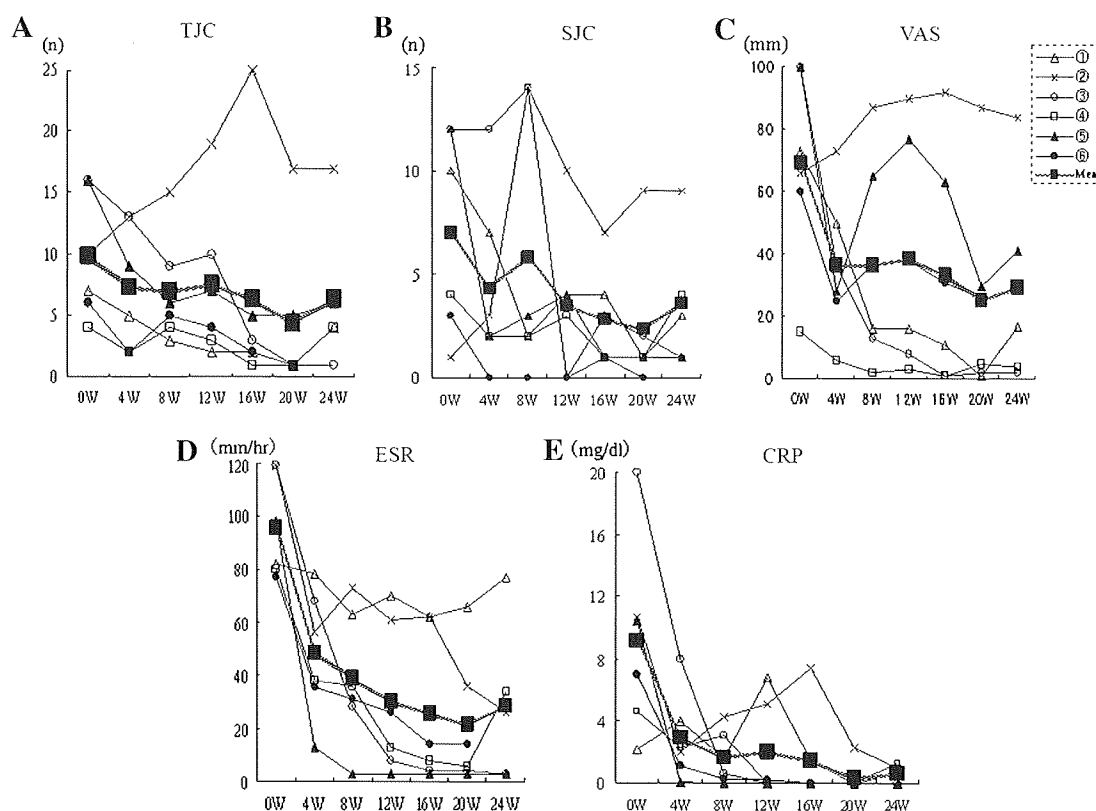 A TJC
(n)
25
20
15
10
5
0
0W 4W 8W 12W 16W 20W 24W
B SJC
(n)
15
10
5
0
0W 4W 8W 12W 16W 20W 24W
C VAS
(mm)
100
80
60
40
20
0
0W 4W 8W 12W 16W 20W 24W
①
②
③
④
⑤
⑥
Mea
D (mm/hr) ESR
120
100
80
60
40
20
0
0W 4W 8W 12W 16W 20W 24W
E (mg/dl) CRP
20
16
12
8
4
0
0W 4W 8W 12W 16W 20W 24W